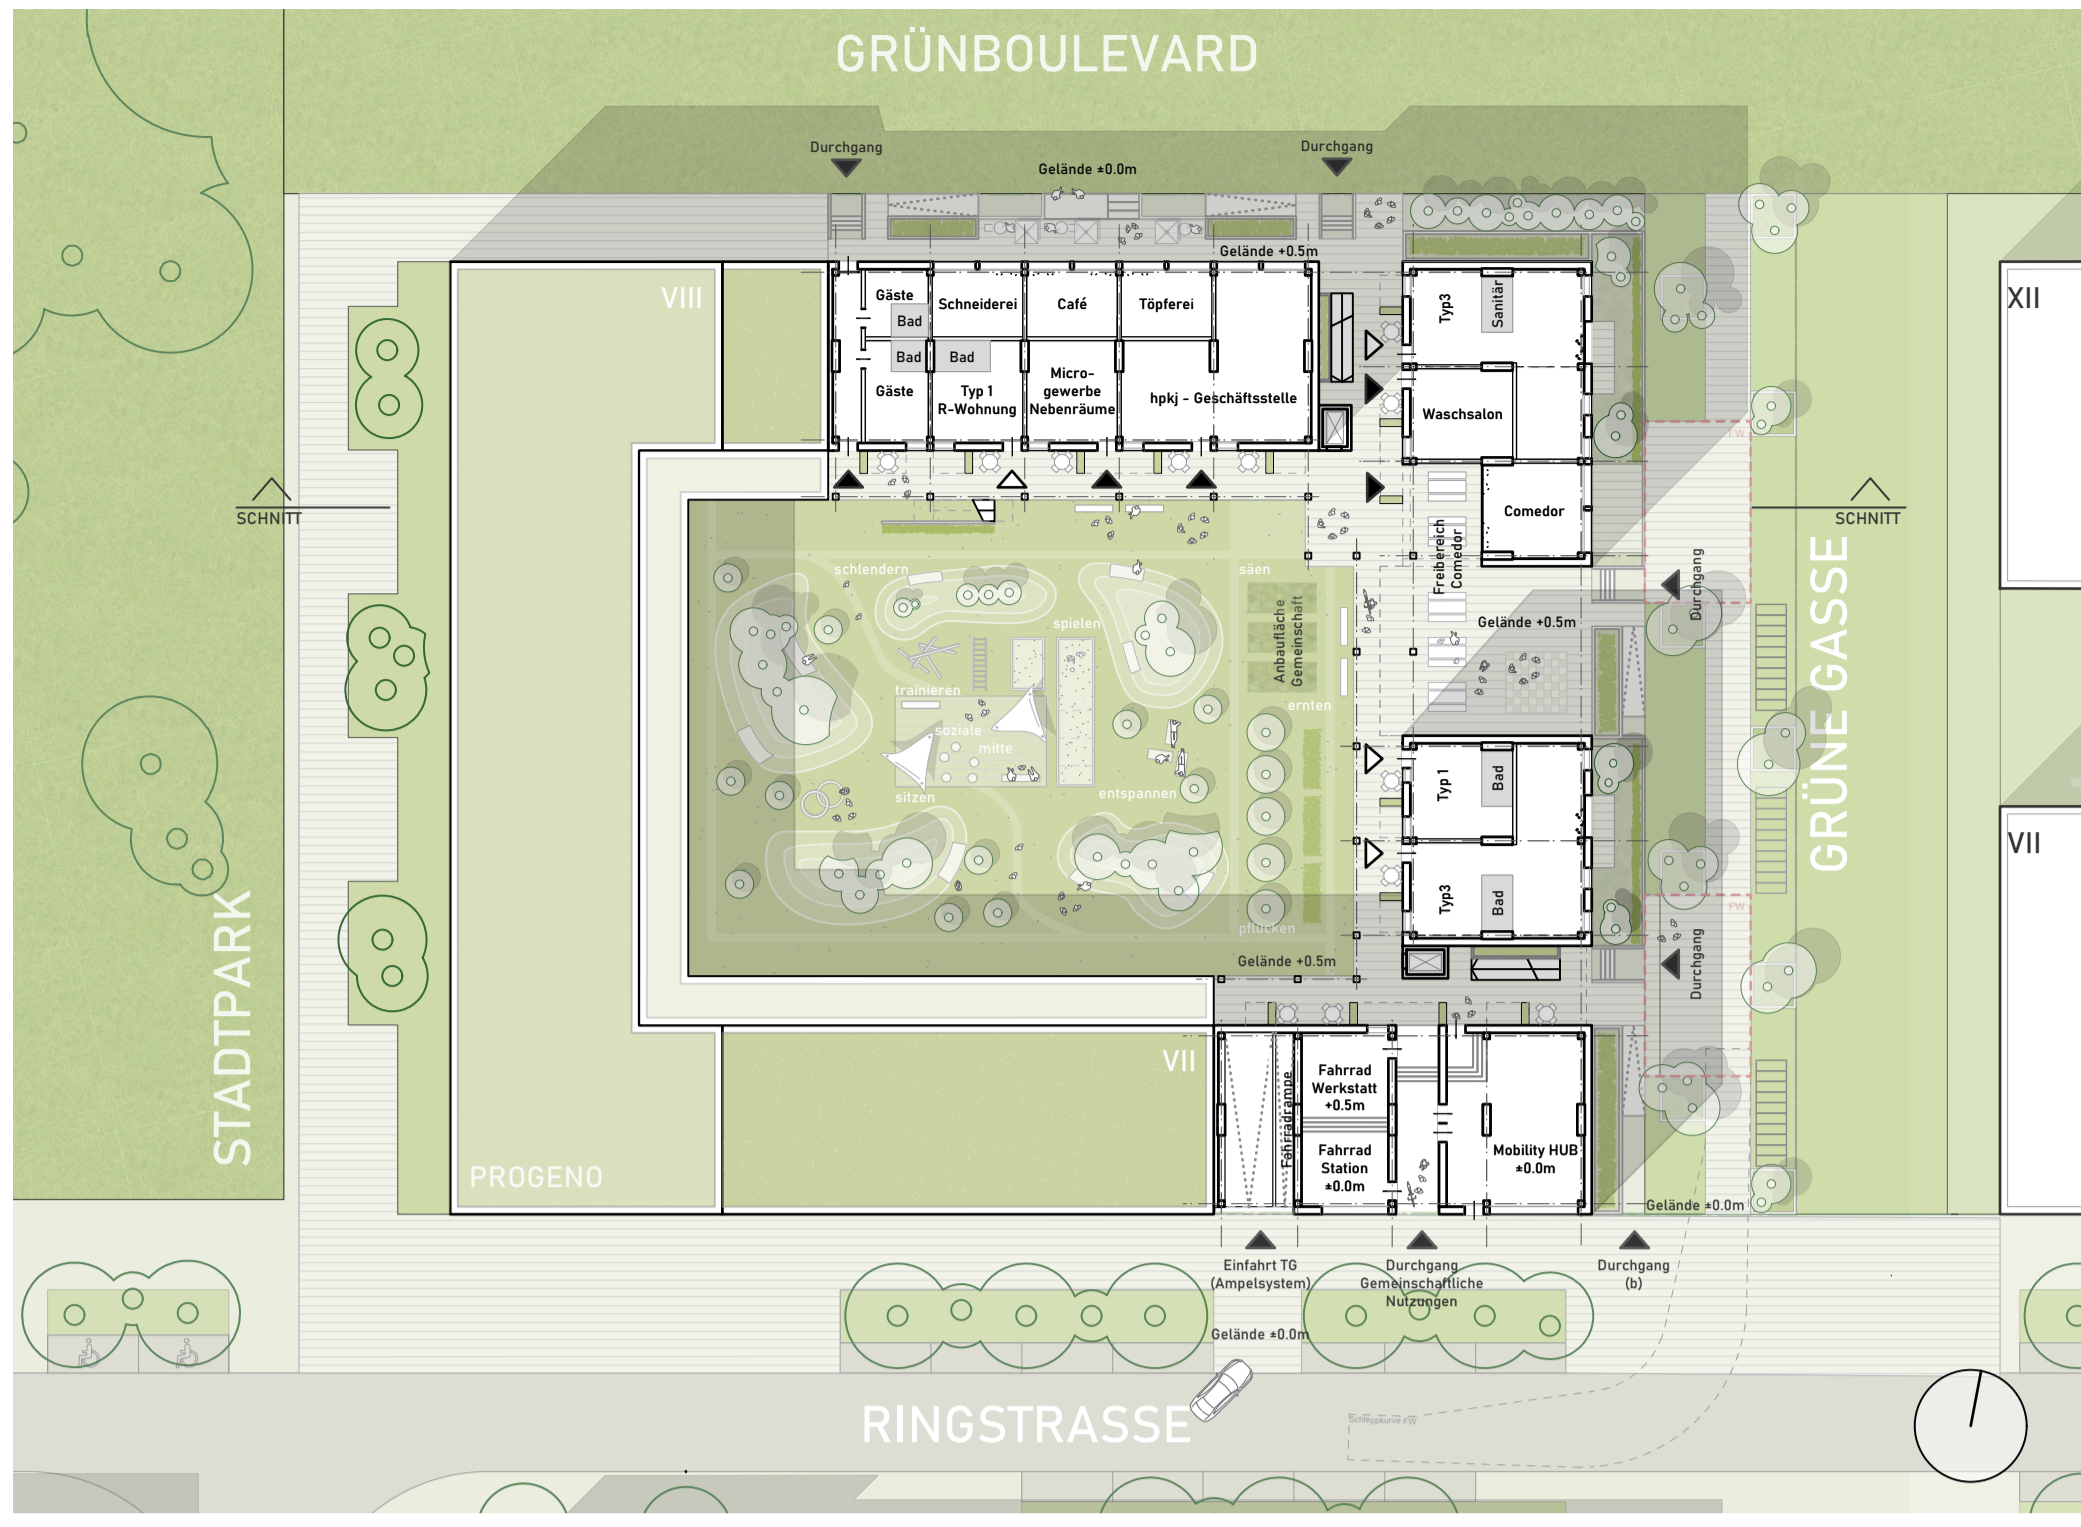 GRÜNBOULEVARD
Durchgang
Durchgang
Gelände ±0.0m
Gelände +0.5m
VIII
Gäste
Schneiderei
Café
Töpferei
Bad
Bad
Bad
Gäste
Typ 1
R-Wohnung
Micro-
gewerbe
Nebenräume
hpkj - Geschäftsstelle
Typ3
Sanitär
Waschsalon
Comedor
Freibereich
Comedor
XII
FW
SCHNITT
SCHNITT
Durchgang
Gelände +0.5m
schlendern
säen
spielen
Anbaufläche
Gemeinschaft
trainieren
ernten
soziale
mitte
sitzen
entspannen
pflücken
Gelände +0.5m
Typ 1
Bad
Typ3
Bad
GRÜNE GASSE
VII
FW
Durchgang
STADTPARK
PROGENO
VII
Fahrradrampe
Fahrrad
Werkstatt
+0.5m
Fahrrad
Station
±0.0m
Mobility HUB
±0.0m
Gelände ±0.0m
Einfahrt TG
(Ampelsystem)
Durchgang
Gemeinschaftliche
Nutzungen
Durchgang
(b)
Gelände ±0.0m
RINGSTRASSE
Schleppkurve FW